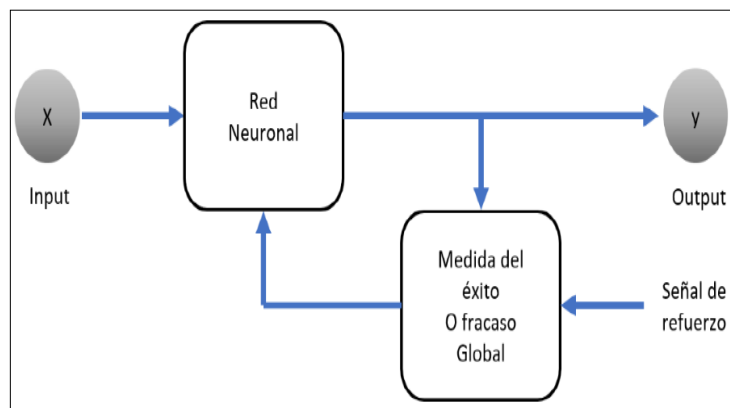 X
Input
Red
Neuronal
y
Output
Medida del
éxito
O fracaso
Global
Señal de
refuerzo